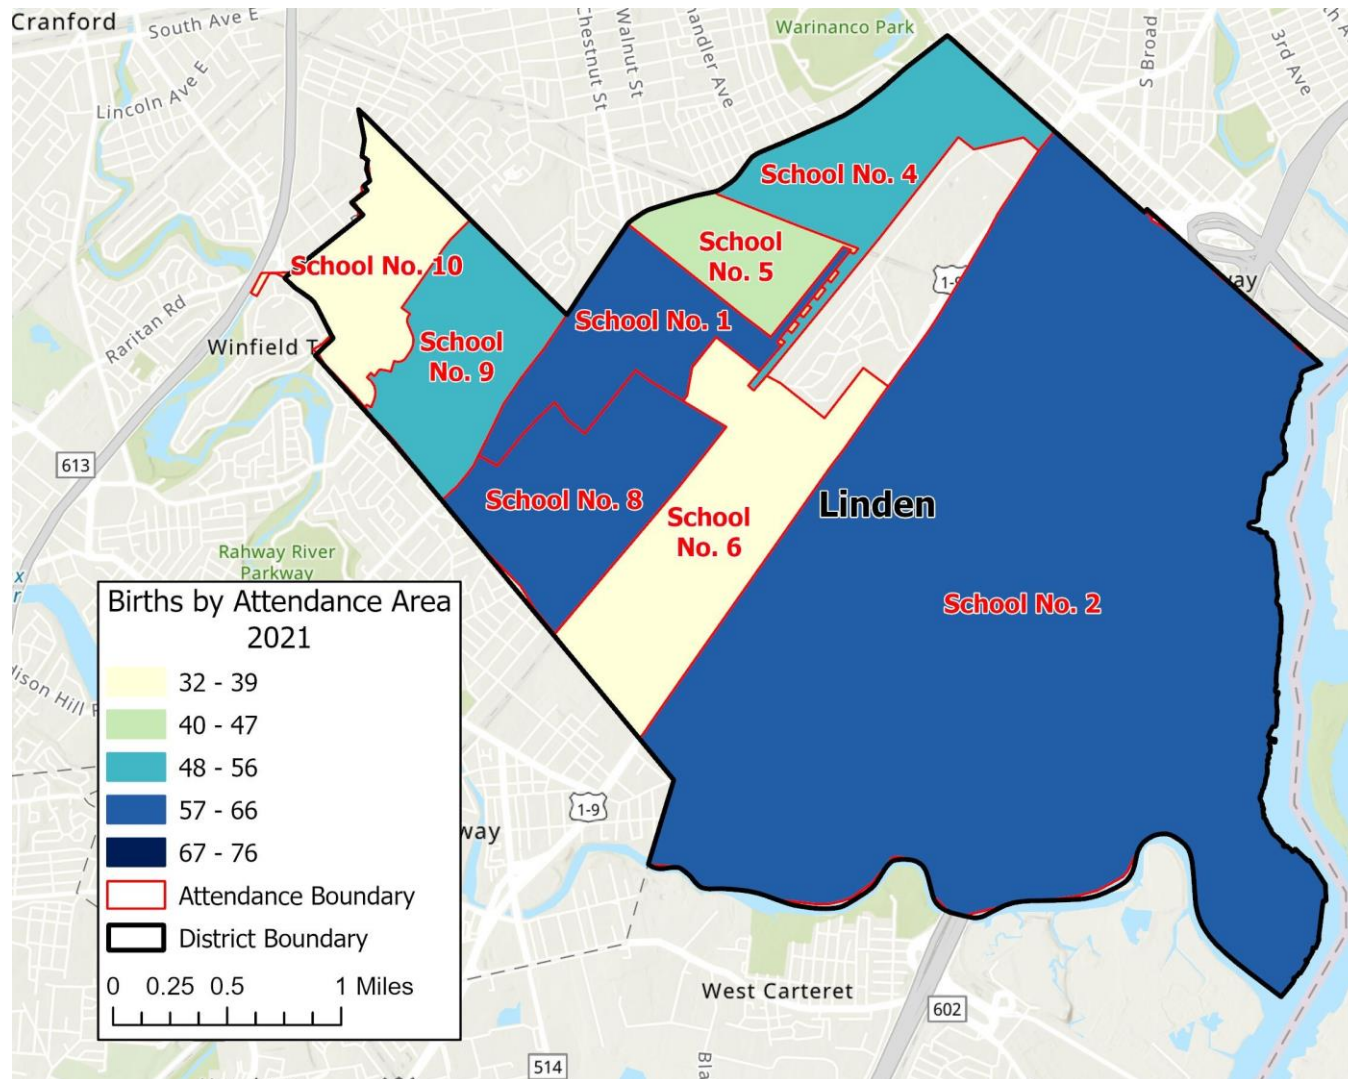 Cranford
South Ave E
Lincoln Ave E
Chestnut St
Walnut St
Warinanco Park
S Broad
3rd Ave
School No. 4
School
No. 5
School No. 10
1-9
Raritan Rd
School No. 1
Winfield T
School
No. 9
613
School No. 8
Linden
School
No. 6
Rahway River
Parkway
School No. 2
Births by Attendance Area
2021
32 - 39
40 - 47
48 - 56
57 - 66
67 - 76
Attendance Boundary
District Boundary
0 0.25 0.5 1 Miles
1-9
West Carteret
602
514